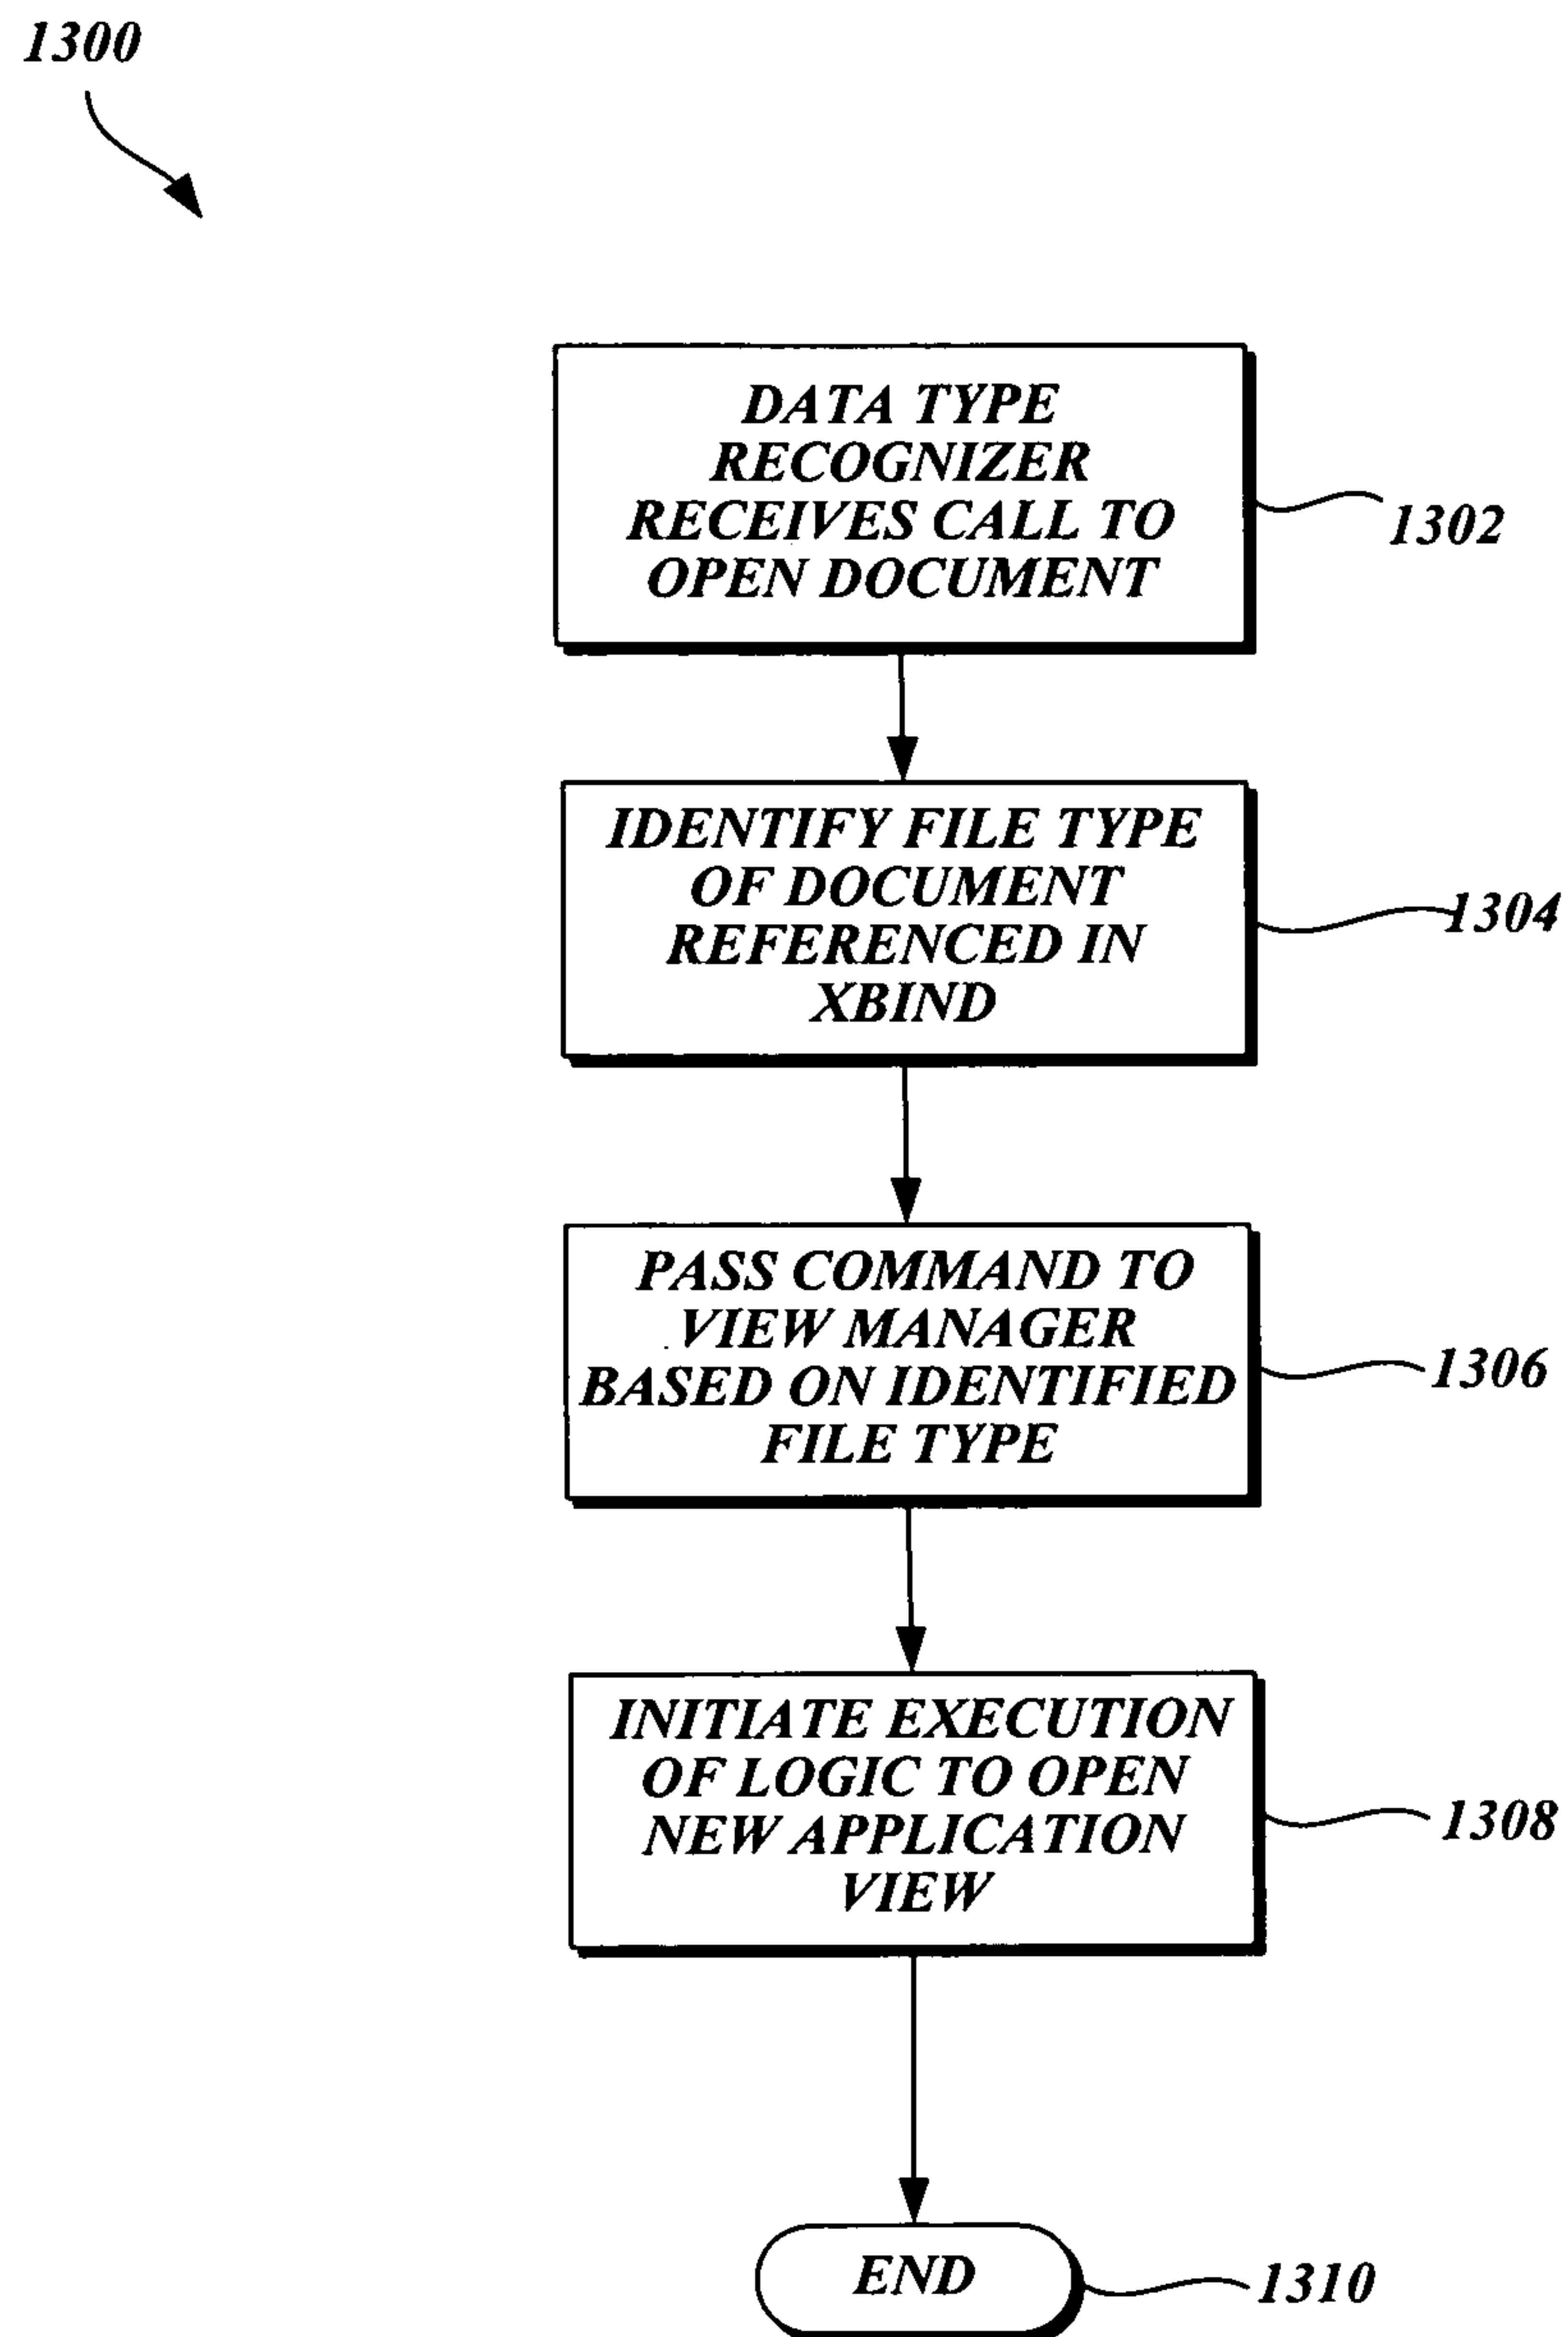 1300
DATA TYPE
RECOGNIZER
RECEIVES CALL TO
OPEN DOCUMENT
1302
IDENTIFY FILE TYPE
OF DOCUMENT
REFERENCED IN
XBIND
1304
PASS COMMAND TO
VIEW MANAGER
BASED ON IDENTIFIED
FILE TYPE
1306
INITIATE EXECUTION
OF LOGIC TO OPEN
NEW APPLICATION
VIEW
1308
END
1310